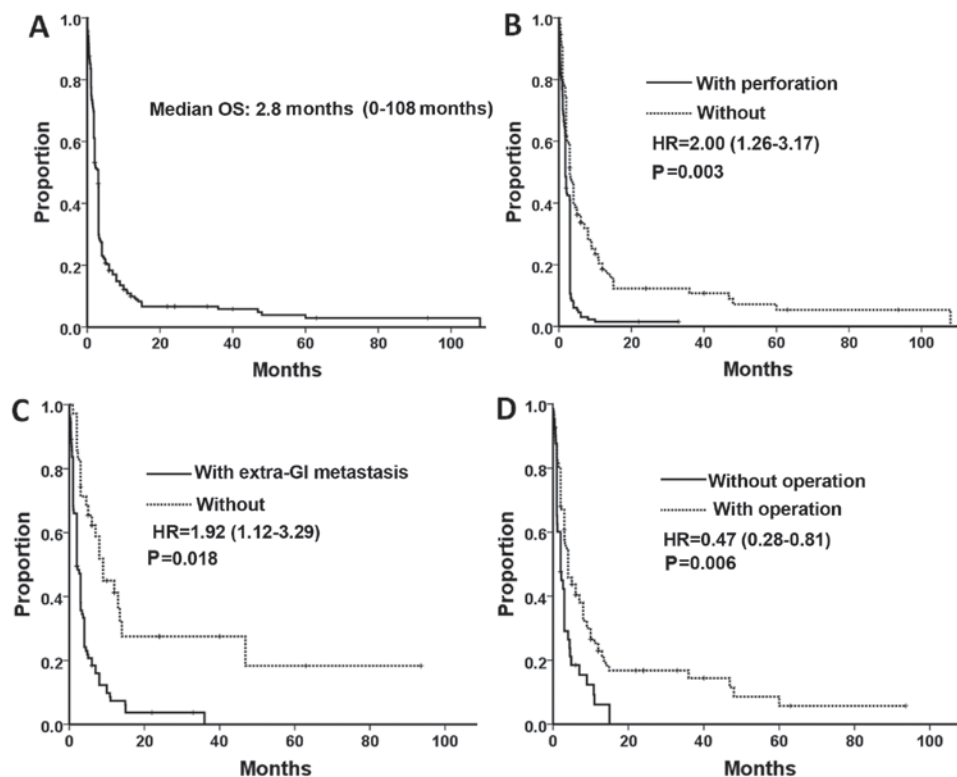 A
1.0
0.8
0.6
0.4
0.2
0.0
Proportion
Median OS: 2.8 months (0-108 months)
0 20 40 60 80 100
Months
B
1.0
0.8
0.6
0.4
0.2
0.0
Proportion
With perforation
Without
HR=2.00 (1.26-3.17)
P=0.003
0 20 40 60 80 100
Months
C
1.0
0.8
0.6
0.4
0.2
0.0
Proportion
With extra-GI metastasis
Without
HR=1.92 (1.12-3.29)
P=0.018
0 20 40 60 80 100
Months
D
1.0
0.8
0.6
0.4
0.2
0.0
Proportion
Without operation
With operation
HR=0.47 (0.28-0.81)
P=0.006
0 20 40 60 80 100
Months